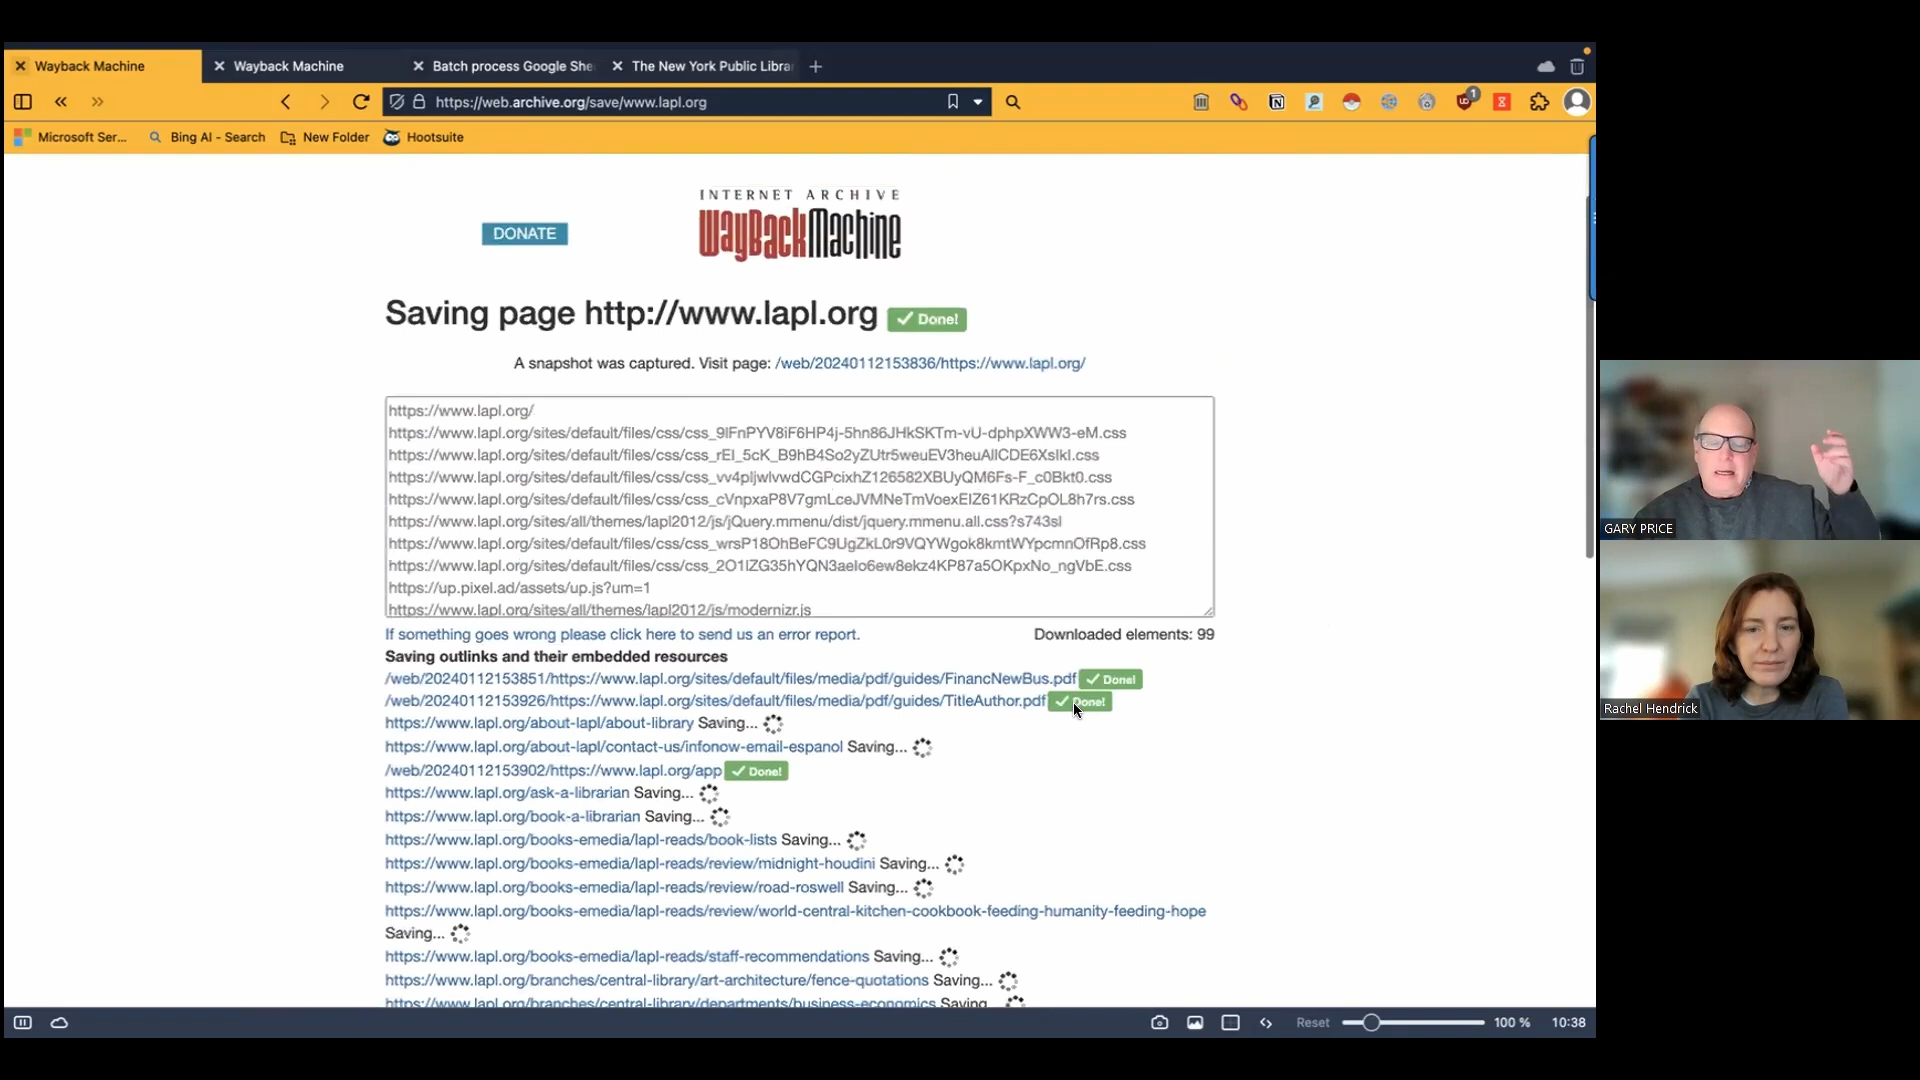 Wayback Machine
Wayback Machine
Batch process Google She
The New York Public Libra
https://web.archive.org/save/www.lapl.org
1
Microsoft Ser...
Bing AI - Search
New Folder
Hootsuite
DONATE
INTERNET ARCHIVE
WayBackMachine
Saving page http://www.lapl.org Done!
A snapshot was captured. Visit page: /web/20240112153836/https://www.lapl.org/
https://www.lapl.org/
https://www.lapl.org/sites/default/files/css/css_9lFnPYV8iF6HP4j-5hn86JHkSKTm-vU-dphpXWW3-eM.css
https://www.lapl.org/sites/default/files/css/css_rEl_5cK_B9hB4So2yZUtr5weuEV3heuAllCDE6XsIkI.css
https://www.lapl.org/sites/default/files/css/css_vv4pljwlvwdCGPcixhZ126582XBUyQM6Fs-F_c0Bkt0.css
https://www.lapl.org/sites/default/files/css/css_cVnpxaP8V7gmLceJVMNeTmVoexElZ61KRzCpOL8h7rs.css
https://www.lapl.org/sites/all/themes/lapl2012/js/jQuery.mmenu/dist/jquery.mmenu.all.css?s743sl
https://www.lapl.org/sites/default/files/css/css_wrsP18OhBeFC9UgZkL0r9VQYWgok8kmtWYpcmnOfRp8.css
https://www.lapl.org/sites/default/files/css/css_2O1lZG35hYQN3aelo6ew8ekz4KP87a5OKpxNo_ngVbE.css
https://up.pixel.ad/assets/up.js?um=1
https://www.lapl.org/sites/all/themes/lapl2012/js/modernizr.js
If something goes wrong please click here to send us an error report.
Downloaded elements: 99
Saving outlinks and their embedded resources
/web/20240112153851/https://www.lapl.org/sites/default/files/media/pdf/guides/FinancNewBus.pdf Done!
/web/20240112153926/https://www.lapl.org/sites/default/files/media/pdf/guides/TitleAuthor.pdf Done!
https://www.lapl.org/about-lapl/about-library Saving...
https://www.lapl.org/about-lapl/contact-us/infonow-email-espanol Saving...
/web/20240112153902/https://www.lapl.org/app Done!
https://www.lapl.org/ask-a-librarian Saving...
https://www.lapl.org/book-a-librarian Saving...
https://www.lapl.org/books-emedia/lapl-reads/book-lists Saving...
https://www.lapl.org/books-emedia/lapl-reads/review/midnight-houdini Saving...
https://www.lapl.org/books-emedia/lapl-reads/review/road-roswell Saving...
https://www.lapl.org/books-emedia/lapl-reads/review/world-central-kitchen-cookbook-feeding-humanity-feeding-hope
Saving...
https://www.lapl.org/books-emedia/lapl-reads/staff-recommendations Saving...
https://www.lapl.org/branches/central-library/art-architecture/fence-quotations Saving...
https://www.lapl.org/branches/central-library/departments/business-economics Saving...
Reset
100 %
10:38
GARY PRICE
Rachel Hendrick